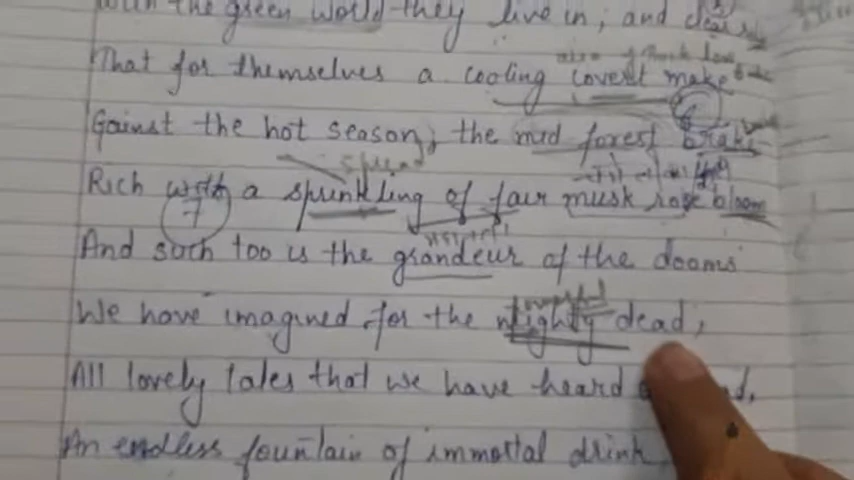 With the green world they live in; and clear
That for themselves a cooling covert make
Gainst the hot season; the mid forest brake
spread
Rich with a sprinkling of fair musk rose bloom
7
And such too is the grandeur of the dooms
We have imagined for the mighty dead,
All lovely tales that we have heard
An endless fountain of immortal drink